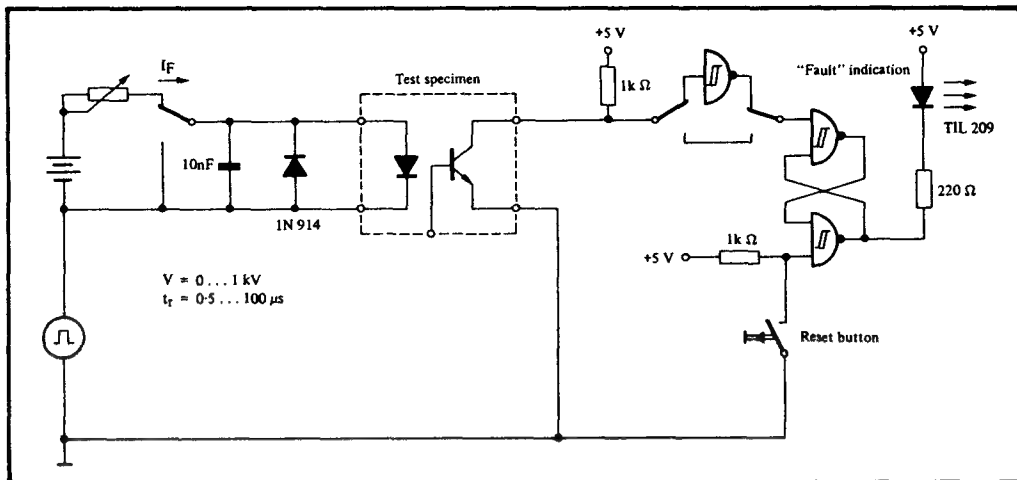 +5 V
+5 V
I_F
Test specimen
"Fault" indication
1k Ω
TIL 209
10nF
220 Ω
1N 914
1k Ω
+5 V
V = 0 ... 1 kV
t_r = 0·5 ... 100 μs
Reset button